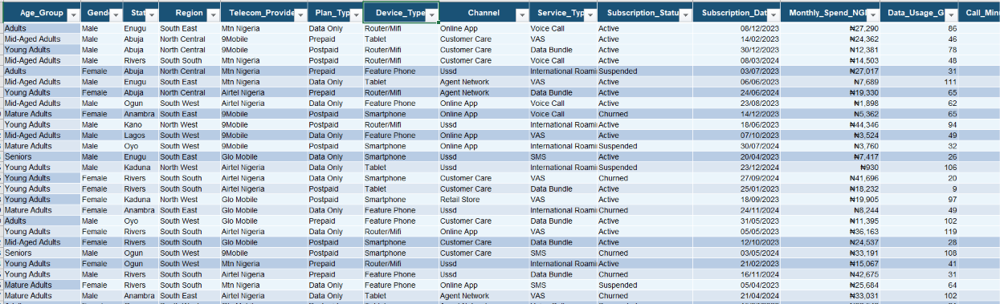 Age_Group Gend Stat Region Telecom_Provide Plan_Typ Device_Type Channel Service_Typ Subscription_Statu Subscription_Dat Monthly_Spend_NGI Data_Usage_G Call_Min
Adults Male Enugu South East Mtn Nigeria Data Only Router/Mifi Online App Voice Call Active 08/12/2023 ₦27,290 86
Mid-Aged Adults Male Abuja North Central 9Mobile Prepaid Tablet Customer Care VAS Active 14/02/2023 ₦24,362 46
Young Adults Male Abuja North Central 9Mobile Postpaid Router/Mifi Customer Care Data Bundle Active 30/12/2023 ₦12,381 78
Mid-Aged Adults Male Rivers South South Mtn Nigeria Postpaid Router/Mifi Customer Care Voice Call Active 08/03/2024 ₦14,503 48
Adults Female Abuja North Central Mtn Nigeria Prepaid Feature Phone Ussd International Roami Suspended 03/07/2023 ₦27,017 31
Mid-Aged Adults Male Enugu South East Mtn Nigeria Data Only Tablet Agent Network VAS Active 06/06/2023 ₦7,689 111
Young Adults Female Abuja North Central Airtel Nigeria Prepaid Router/Mifi Agent Network Data Bundle Active 24/06/2024 ₦19,330 65
Mid-Aged Adults Male Ogun South West Airtel Nigeria Data Only Feature Phone Online App Voice Call Active 23/08/2023 ₦1,898 62
Mature Adults Female Anambra South East 9Mobile Postpaid Smartphone Online App Voice Call Churned 14/12/2023 ₦5,362 65
Young Adults Male Kano North West 9Mobile Postpaid Router/Mifi Ussd International Roami Active 18/06/2023 ₦44,346 94
Mid-Aged Adults Male Lagos South West 9Mobile Data Only Feature Phone Online App VAS Active 07/10/2023 ₦3,524 49
Mature Adults Male Oyo South West 9Mobile Postpaid Smartphone Online App International Roami Suspended 30/07/2024 ₦3,760 32
Seniors Male Enugu South East Glo Mobile Data Only Smartphone Ussd SMS Active 20/04/2023 ₦7,417 26
Young Adults Male Kaduna North West Airtel Nigeria Data Only Tablet Ussd International Roami Suspended 23/12/2024 ₦930 106
Young Adults Female Rivers South South Airtel Nigeria Data Only Smartphone Customer Care VAS Churned 27/09/2024 ₦41,696 20
Young Adults Female Rivers South South Airtel Nigeria Postpaid Tablet Customer Care Data Bundle Active 25/01/2023 ₦18,232 9
Young Adults Female Kaduna North West Glo Mobile Postpaid Smartphone Retail Store VAS Active 18/09/2023 ₦19,905 97
Mature Adults Female Anambra South East Glo Mobile Data Only Feature Phone Ussd International Roami Churned 24/11/2024 ₦8,244 49
Adults Male Oyo South West Glo Mobile Prepaid Feature Phone Customer Care Data Bundle Active 31/05/2023 ₦11,395 102
Young Adults Female Rivers South South Airtel Nigeria Data Only Smartphone Customer Care VAS Active 05/05/2023 ₦36,163 119
Mid-Aged Adults Female Rivers South South Glo Mobile Postpaid Smartphone Customer Care Data Bundle Active 12/10/2023 ₦24,537 28
Seniors Male Ogun South West 9Mobile Postpaid Smartphone Customer Care SMS Churned 03/05/2024 ₦33,191 108
Young Adults Female Ogun South West Mtn Nigeria Prepaid Router/Mifi Ussd International Roami Active 21/02/2023 ₦15,067 41
Young Adults Male Rivers South South Airtel Nigeria Prepaid Feature Phone Ussd Data Bundle Churned 16/11/2024 ₦42,675 31
Mature Adults Female Rivers South South Mtn Nigeria Data Only Feature Phone Online App SMS Suspended 05/04/2023 ₦25,684 64
Mature Adults Male Anambra South East Mtn Nigeria Data Only Tablet Agent Network VAS Churned 21/04/2024 ₦33,031 102